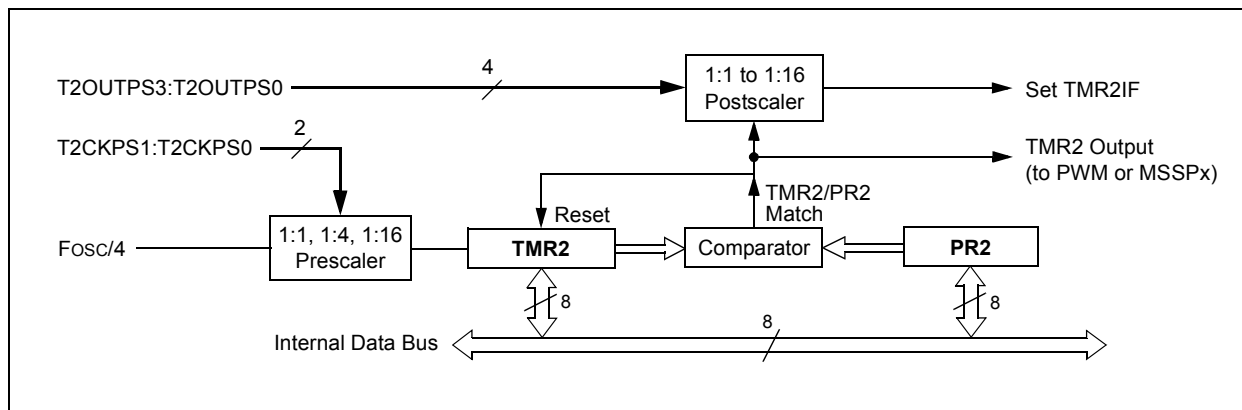 T2OUTPS3:T2OUTPS0
4
1:1 to 1:16
Postscaler
Set TMR2IF
T2CKPS1:T2CKPS0
2
TMR2 Output
(to PWM or MSSPx)
TMR2/PR2
Match
Reset
FOSC/4
1:1, 1:4, 1:16
Prescaler
TMR2
Comparator
PR2
8
8
Internal Data Bus
8